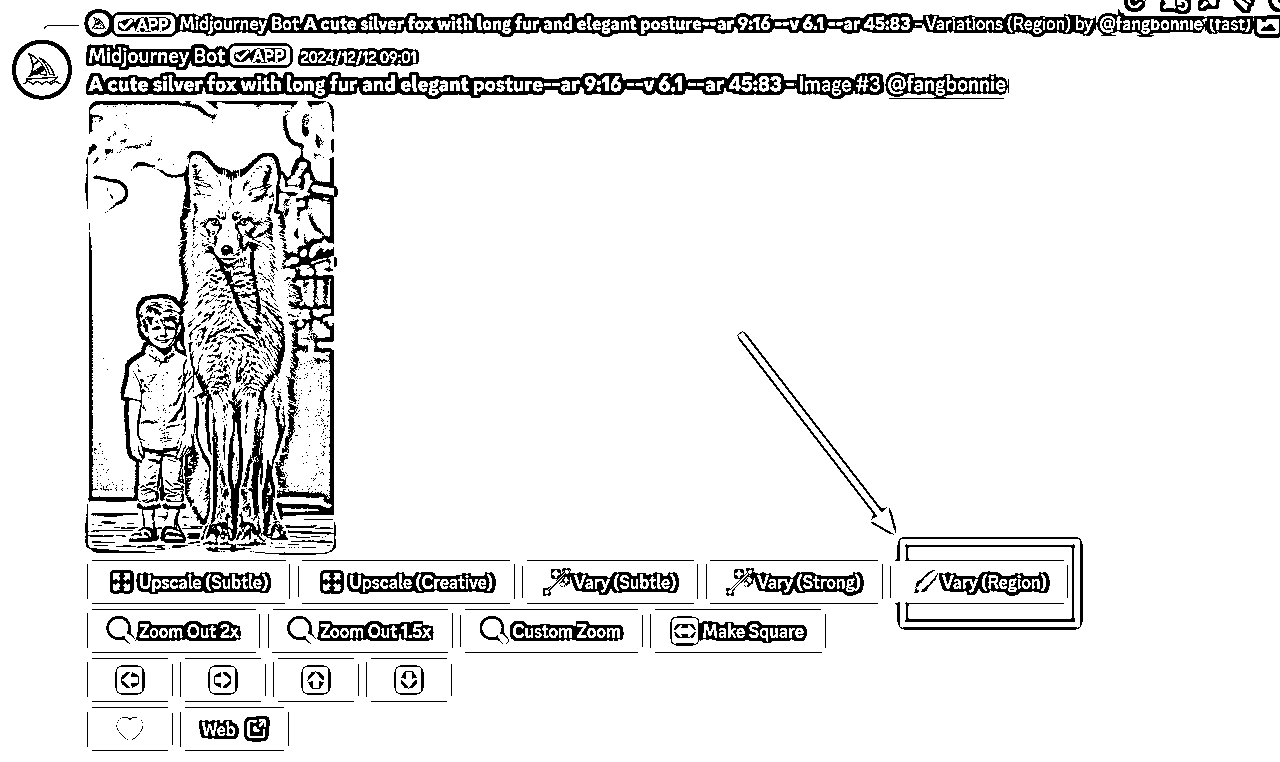 APP Midjourney Bot A cute silver fox with long fur and elegant posture--ar 9:16 --v 6.1 --ar 45:83 - Variations (Region) by @fangbonnie (fast)
Midjourney Bot APP 2024/12/12 09:01
A cute silver fox with long fur and elegant posture--ar 9:16 --v 6.1 --ar 45:83 - Image #3 @fangbonnie
Upscale (Subtle) Upscale (Creative) Vary (Subtle) Vary (Strong) Vary (Region)
Zoom Out 2x Zoom Out 1.5x Custom Zoom Make Square
Web